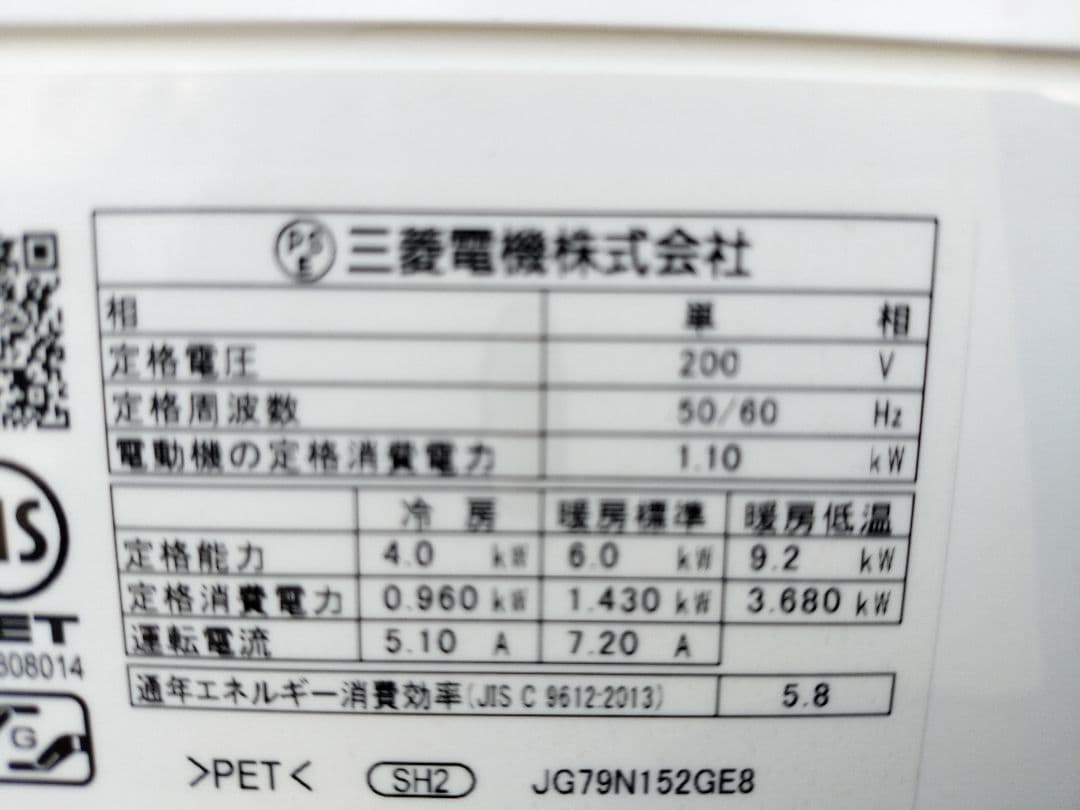 PSE 三菱電機株式会社
相 単 相
定格電圧 200 V
定格周波数 50/60 Hz
電動機の定格消費電力 1.10 kW
冷 房 暖房標準 暖房低温
定格能力 4.0 kW 6.0 kW 9.2 kW
定格消費電力 0.960 kW 1.430 kW 3.680 kW
運転電流 5.10 A 7.20 A
通年エネルギー消費効率(JIS C 9612:2013) 5.8
IS
ET
308014
G
>PET< SH2 JG79N152GE8